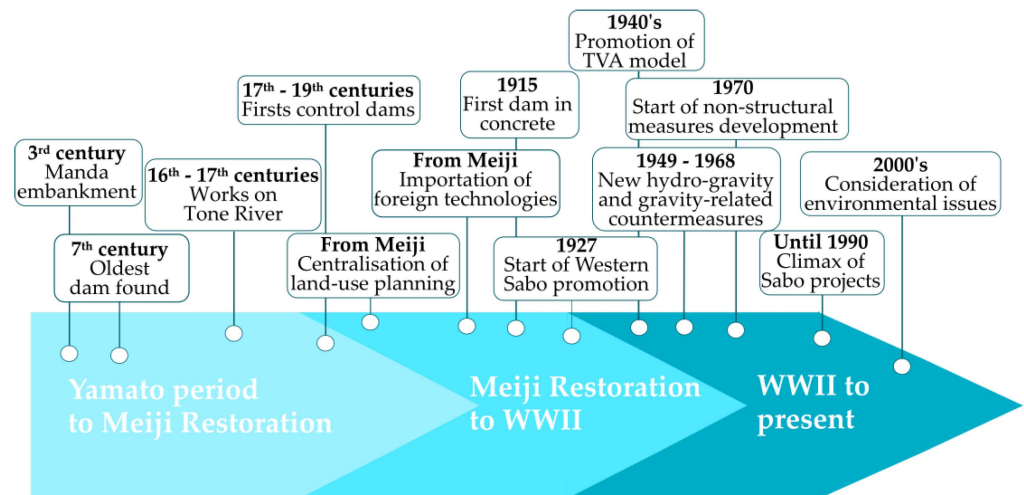 3rd century
Manda
embankment
7th century
Oldest
dam found
16th - 17th centuries
Works on
Tone River
17th - 19th centuries
Firsts control dams
From Meiji
Centralisation of
land-use planning
From Meiji
Importation of
foreign technologies
1915
First dam in
concrete
1927
Start of Western
Sabo promotion
1940's
Promotion of
TVA model
1949 - 1968
New hydro-gravity
and gravity-related
countermeasures
1970
Start of non-structural
measures development
Until 1990
Climax of
Sabo projects
2000's
Consideration of
environmental issues
Yamato period
to Meiji Restoration
Meiji Restoration
to WWII
WWII to
present